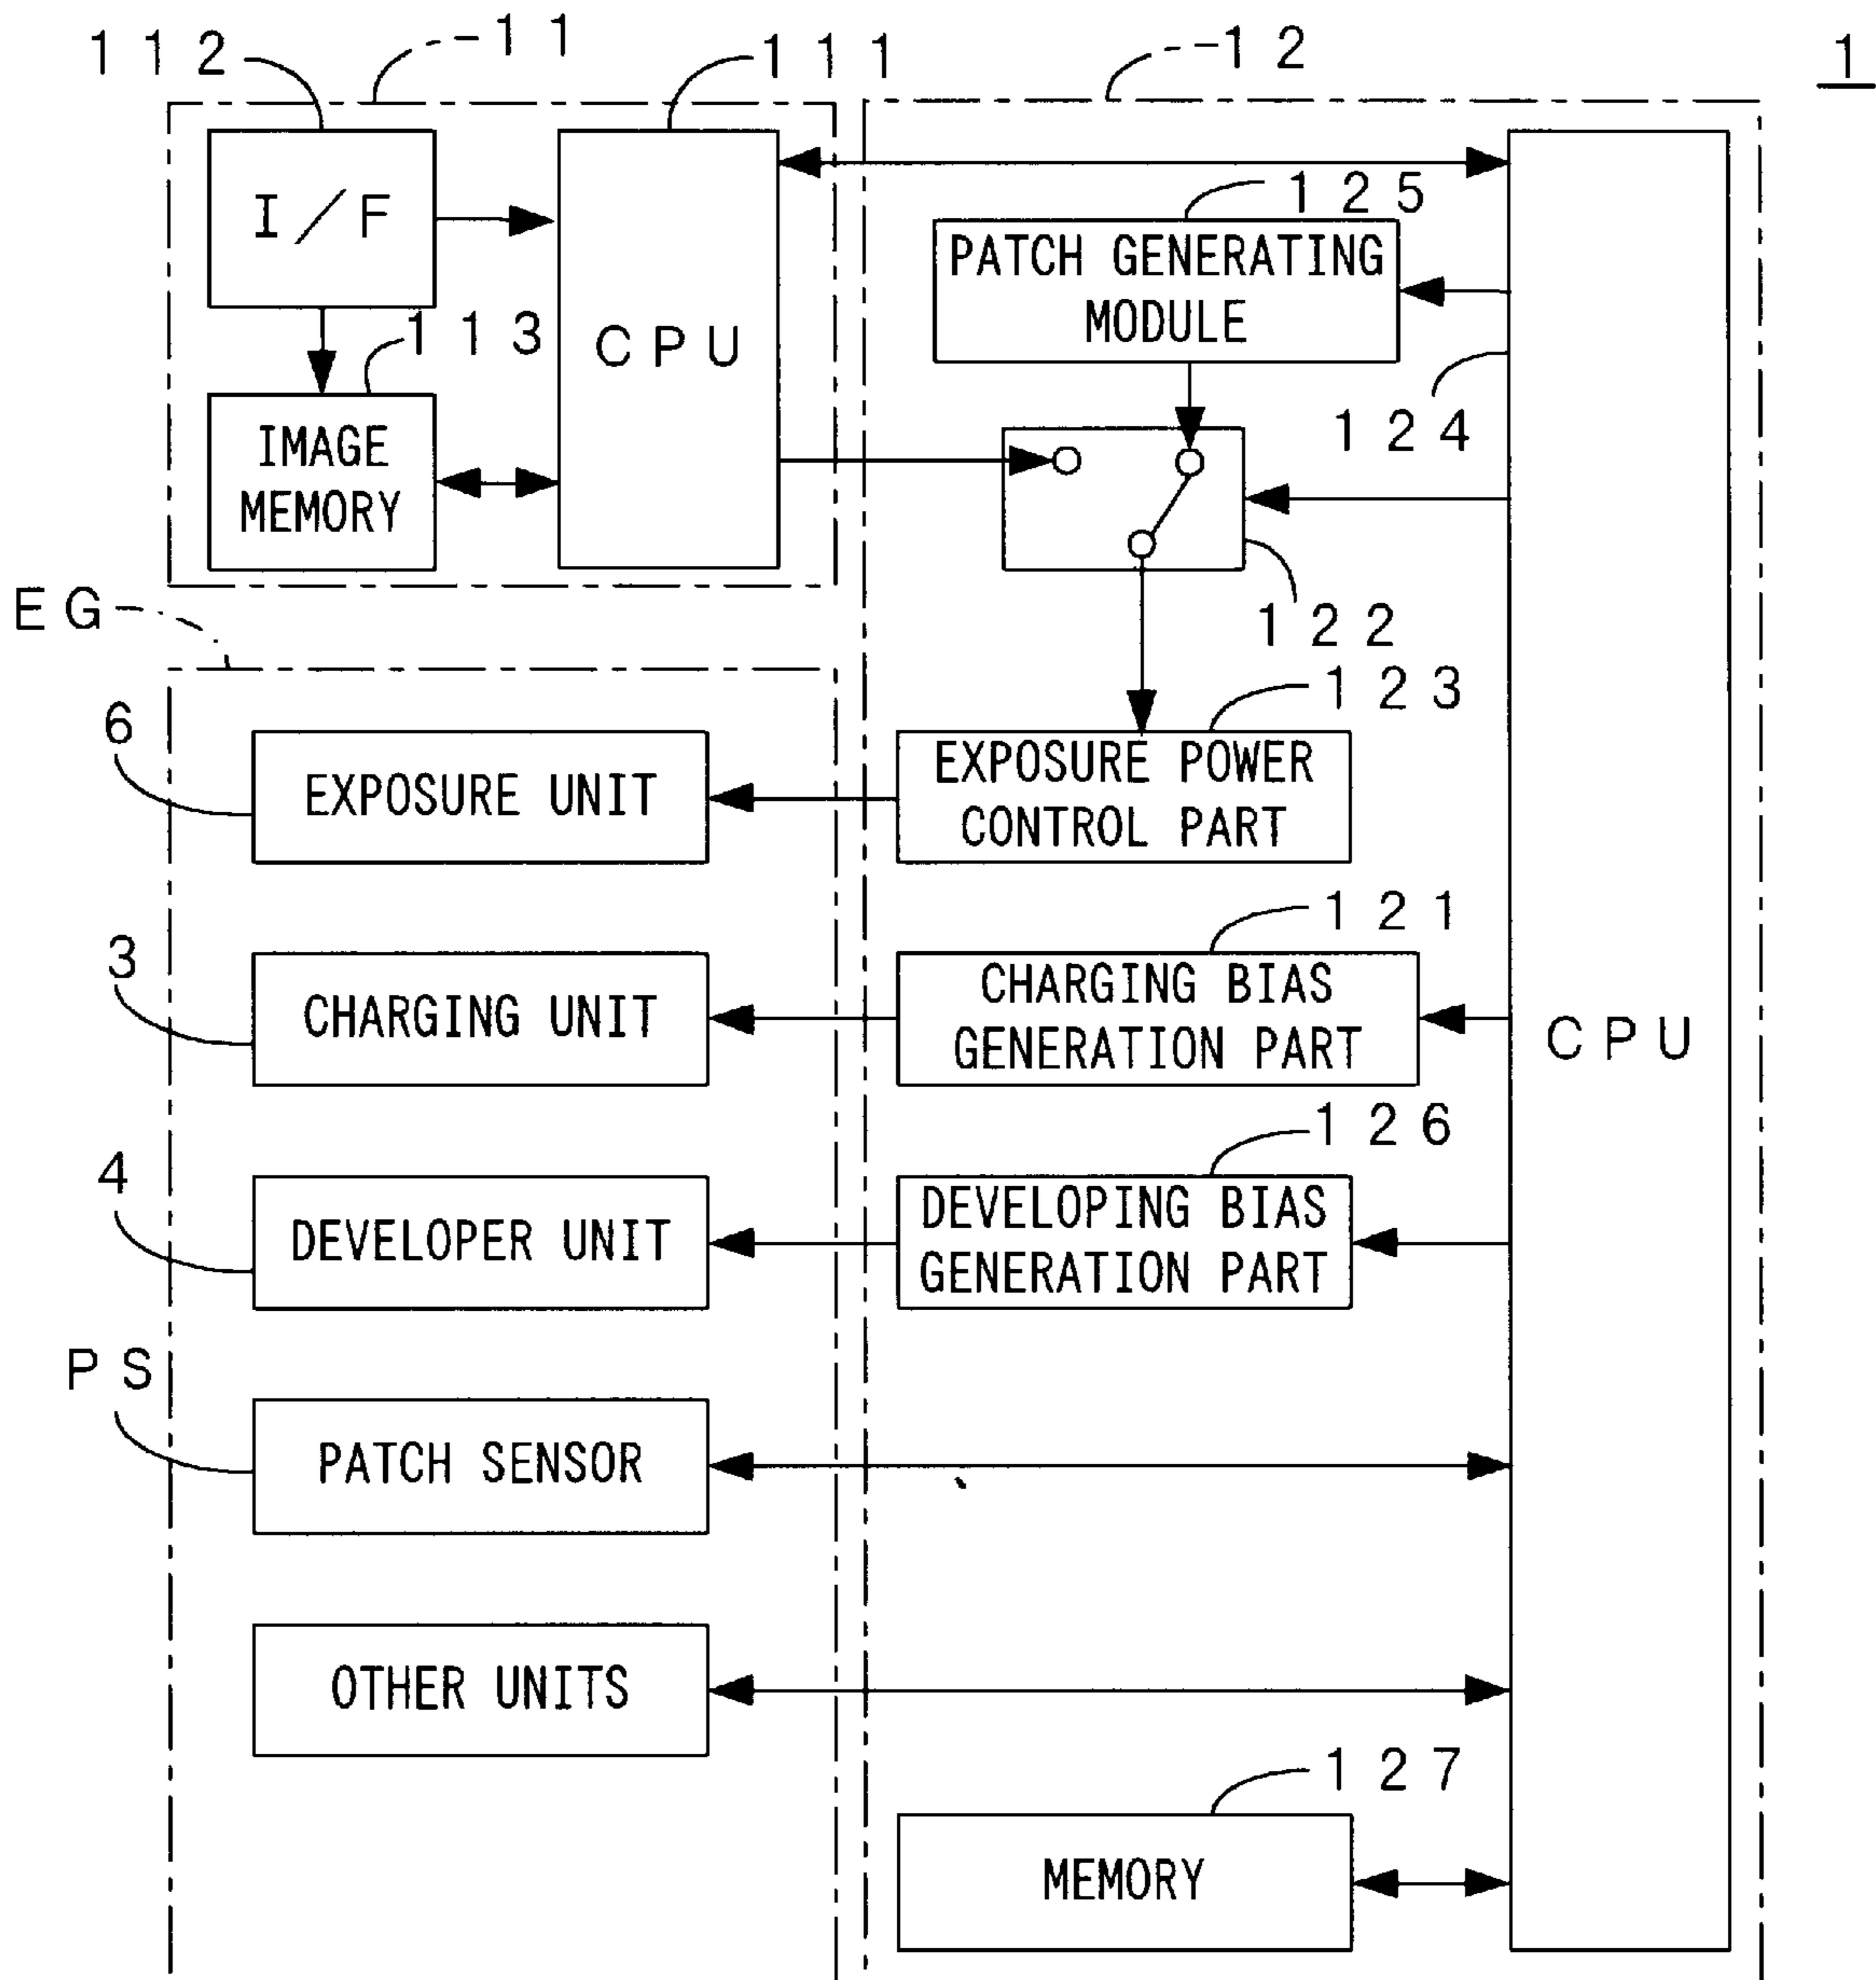 112
11
111
12
1
I/F
CPU
125
PATCH GENERATING
MODULE
113
IMAGE
MEMORY
124
122
EG
6
EXPOSURE UNIT
123
EXPOSURE POWER
CONTROL PART
3
CHARGING UNIT
121
CHARGING BIAS
GENERATION PART
CPU
4
DEVELOPER UNIT
126
DEVELOPING BIAS
GENERATION PART
PS
PATCH SENSOR
OTHER UNITS
127
MEMORY